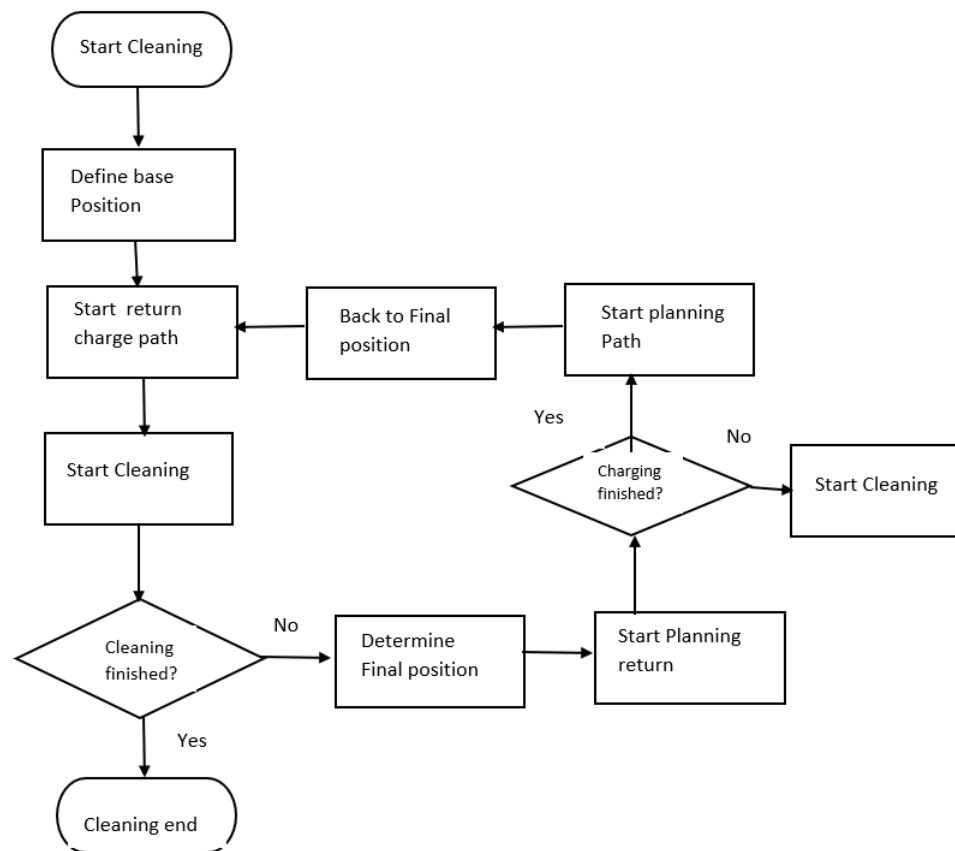 Start Cleaning
Define base
Position
Start return
charge path
Back to Final
position
Start planning
Path
Yes
No
Start Cleaning
Charging
finished?
Start Cleaning
Cleaning
finished?
No
Determine
Final position
Start Planning
return
Yes
Cleaning end